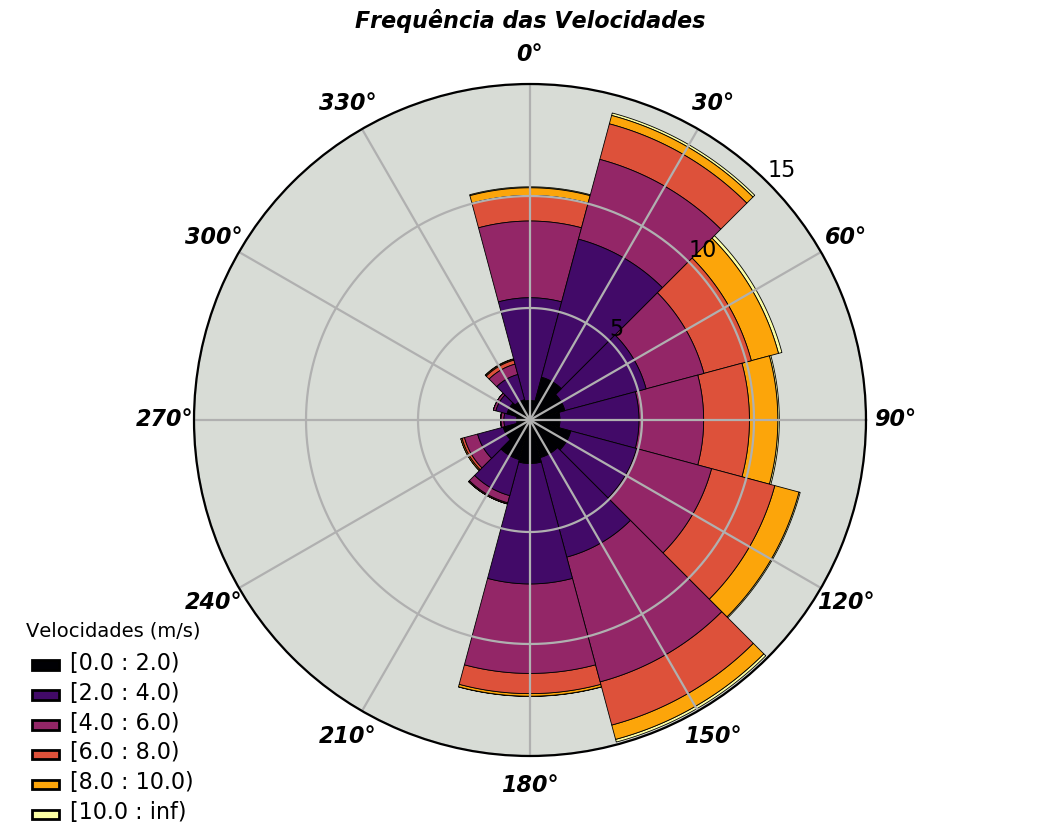 Frequência das Velocidades
0°
330°
30°
15
300°
60°
10
5
270°
90°
240°
120°
210°
150°
180°
Velocidades (m/s)
[0.0 : 2.0)
[2.0 : 4.0)
[4.0 : 6.0)
[6.0 : 8.0)
[8.0 : 10.0)
[10.0 : inf)